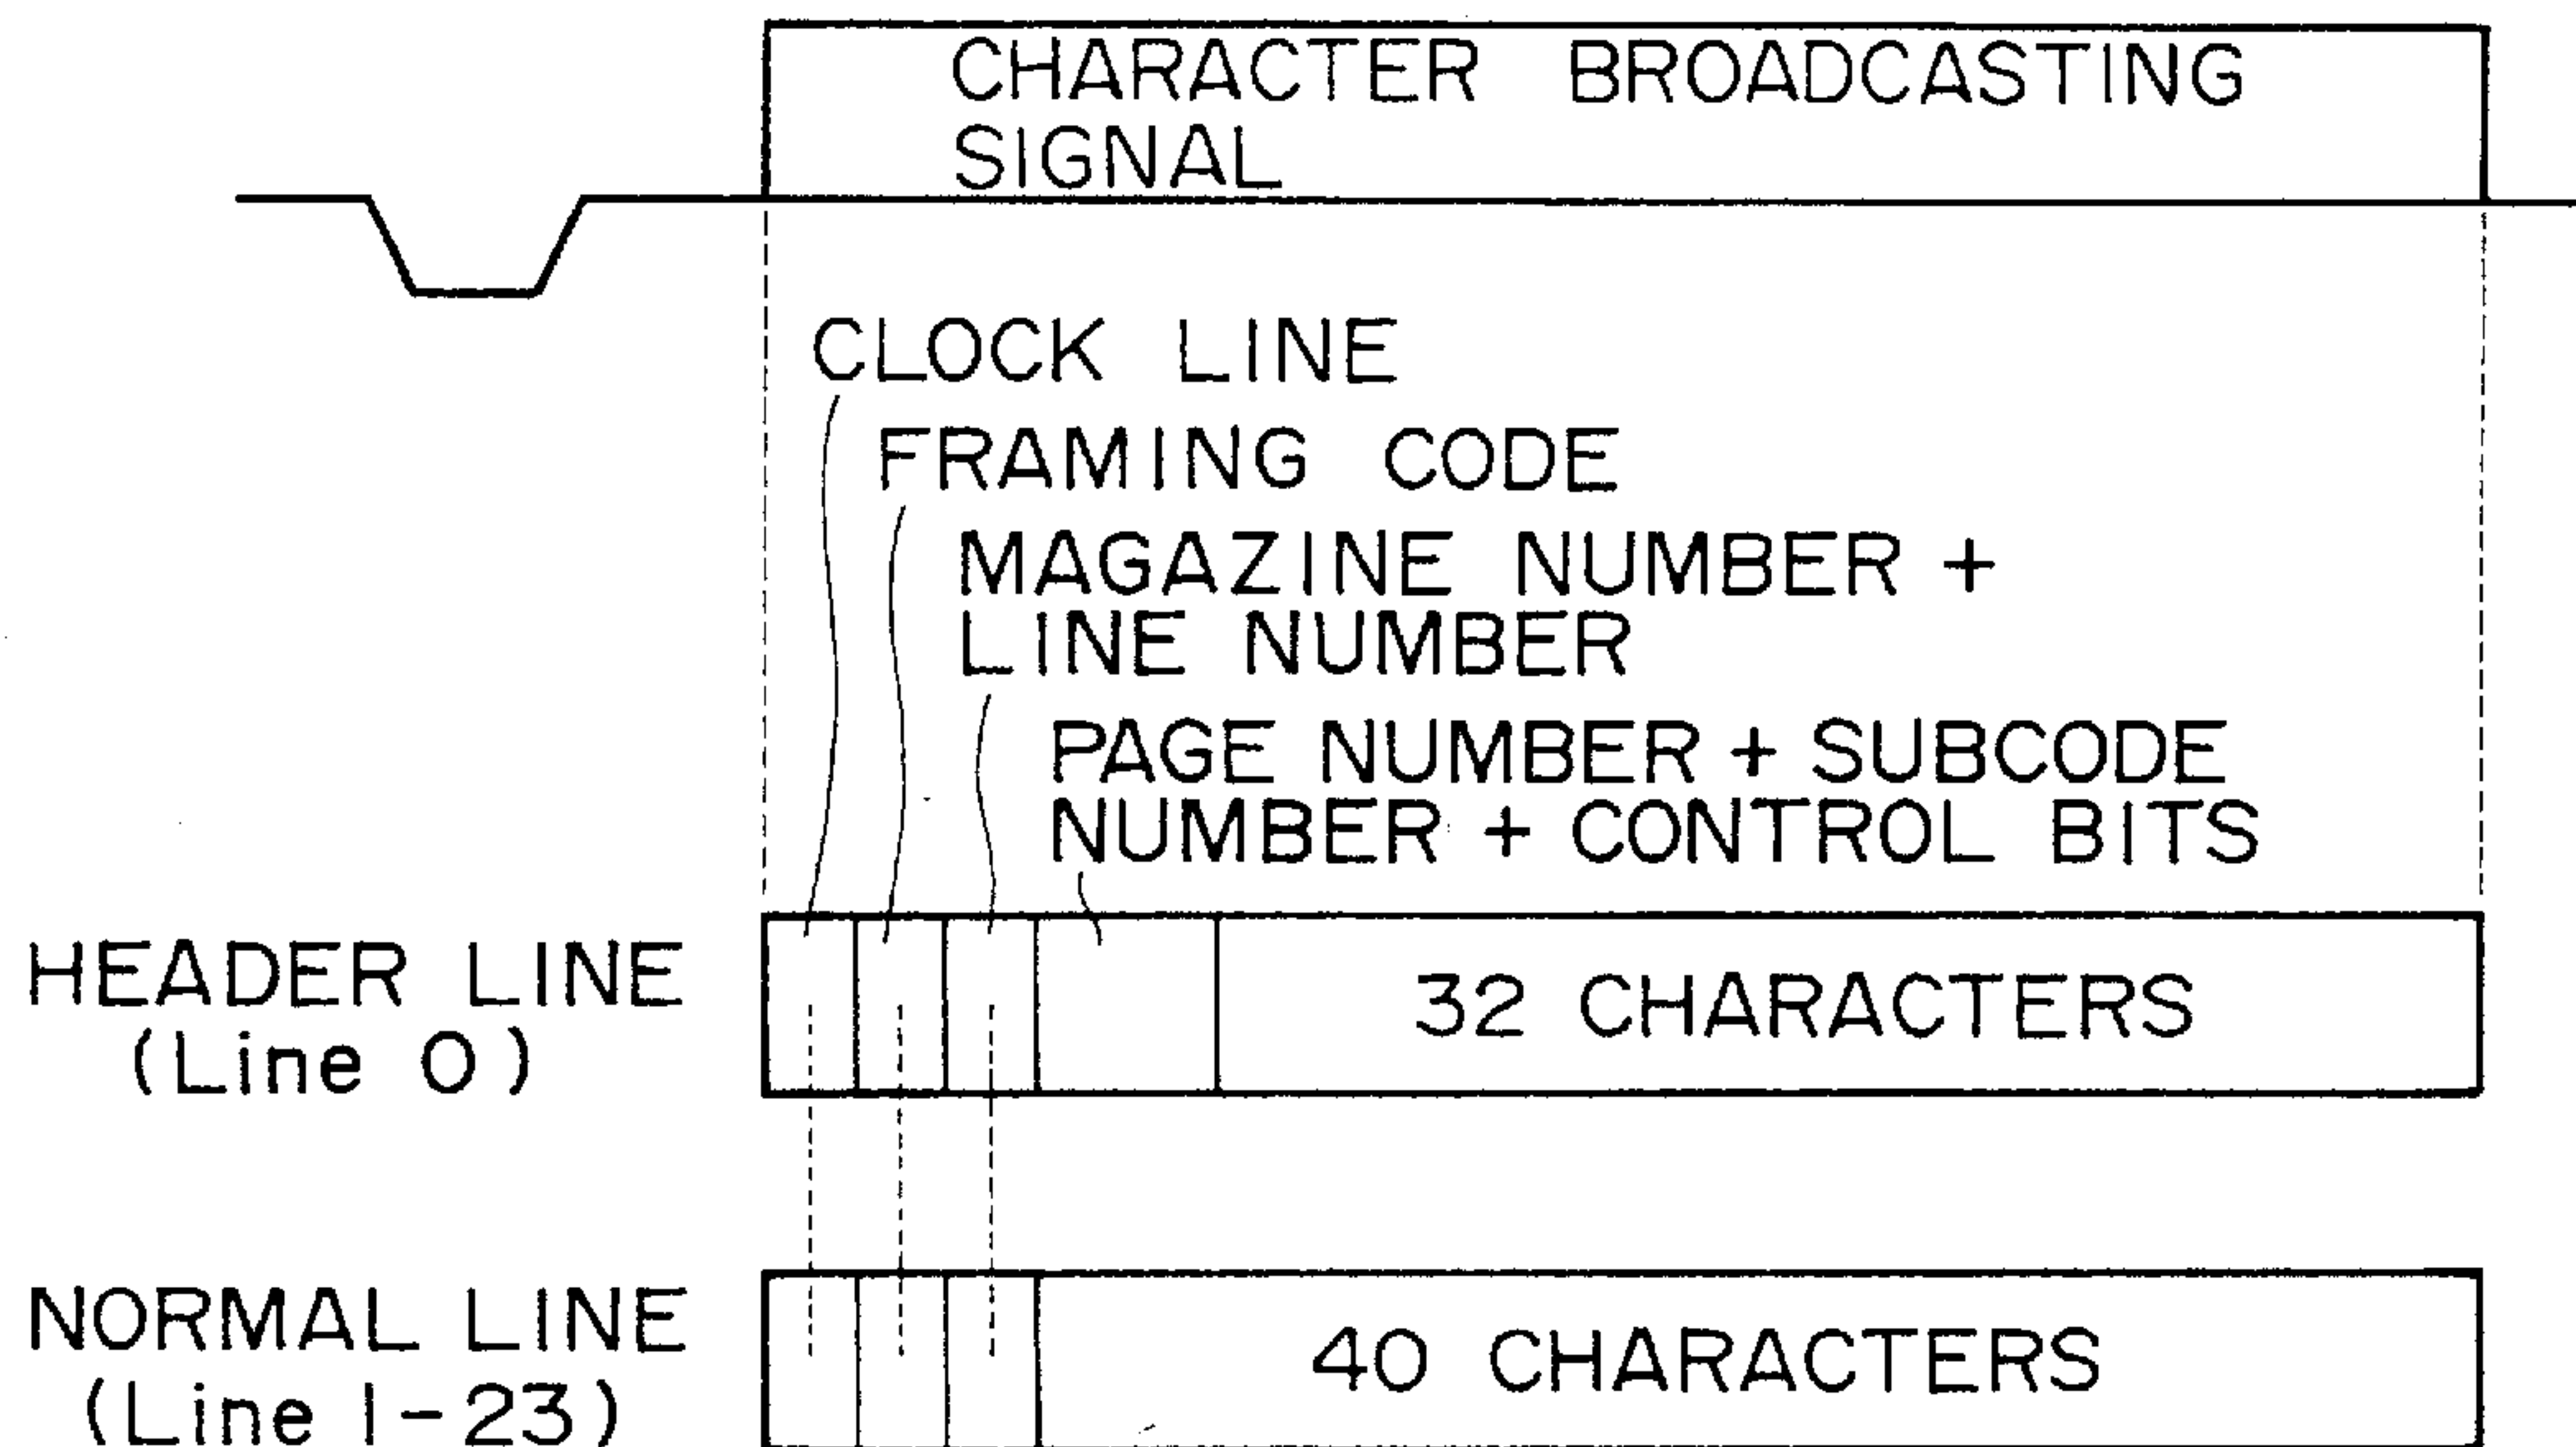 CHARACTER BROADCASTING
SIGNAL
CLOCK LINE
FRAMING CODE
MAGAZINE NUMBER +
LINE NUMBER
PAGE NUMBER + SUBCODE
NUMBER + CONTROL BITS
HEADER LINE
(Line 0)
32 CHARACTERS
NORMAL LINE
(Line 1-23)
40 CHARACTERS